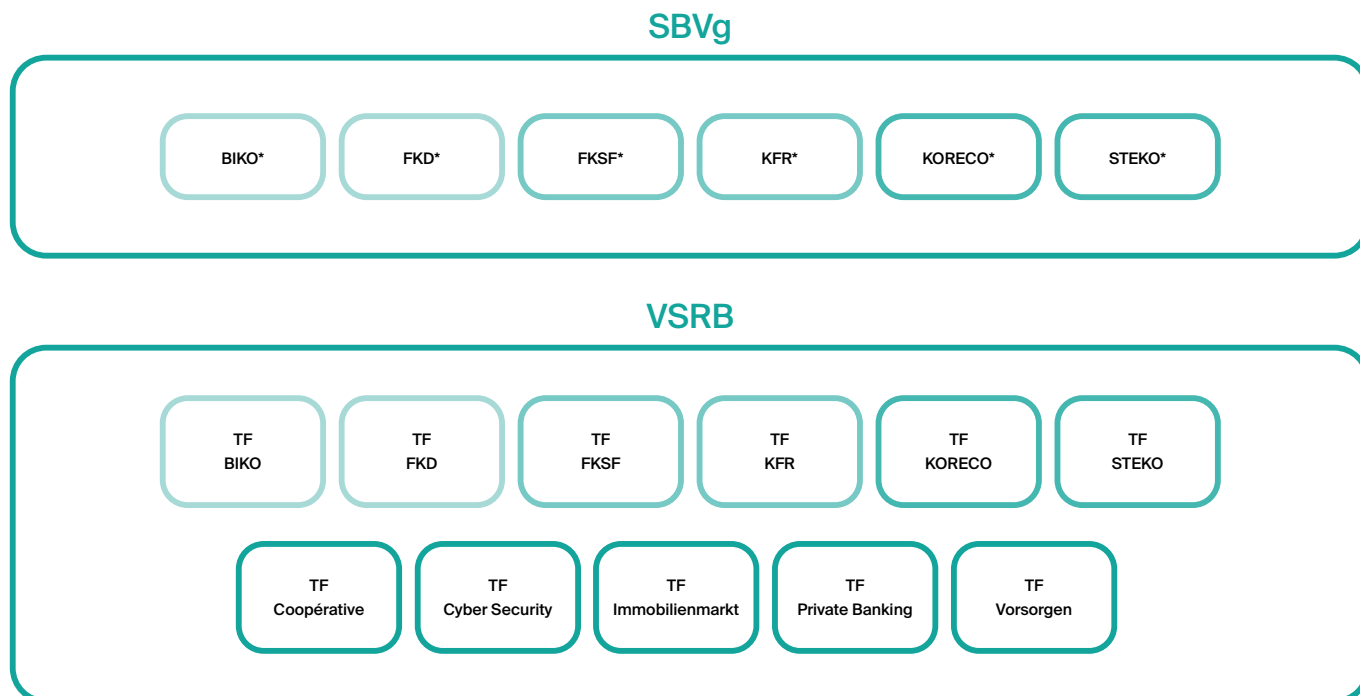 SBVg
BIKO*
FKD*
FKSF*
KFR*
KORECO*
STEKO*
VSRB
TF
BIKO
TF
FKD
TF
FKSF
TF
KFR
TF
KORECO
TF
STEKO
TF
Coopérative
TF
Cyber Security
TF
Immobilienmarkt
TF
Private Banking
TF
Vorsorgen